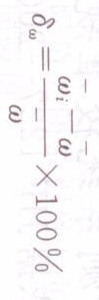 δ_ω = (ω̄_i − ω̄) / ω̄ × 100 %